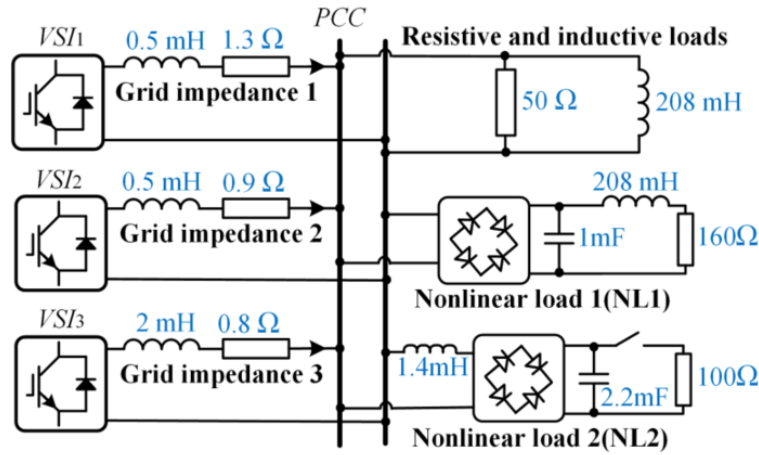 PCC
VSI1 0.5 mH 1.3 Ω Resistive and inductive loads
Grid impedance 1 50 Ω 208 mH
VSI2 0.5 mH 0.9 Ω 208 mH
Grid impedance 2 1mF 160Ω
Nonlinear load 1(NL1)
VSI3 2 mH 0.8 Ω
Grid impedance 3 1.4mH 2.2mF 100Ω
Nonlinear load 2(NL2)